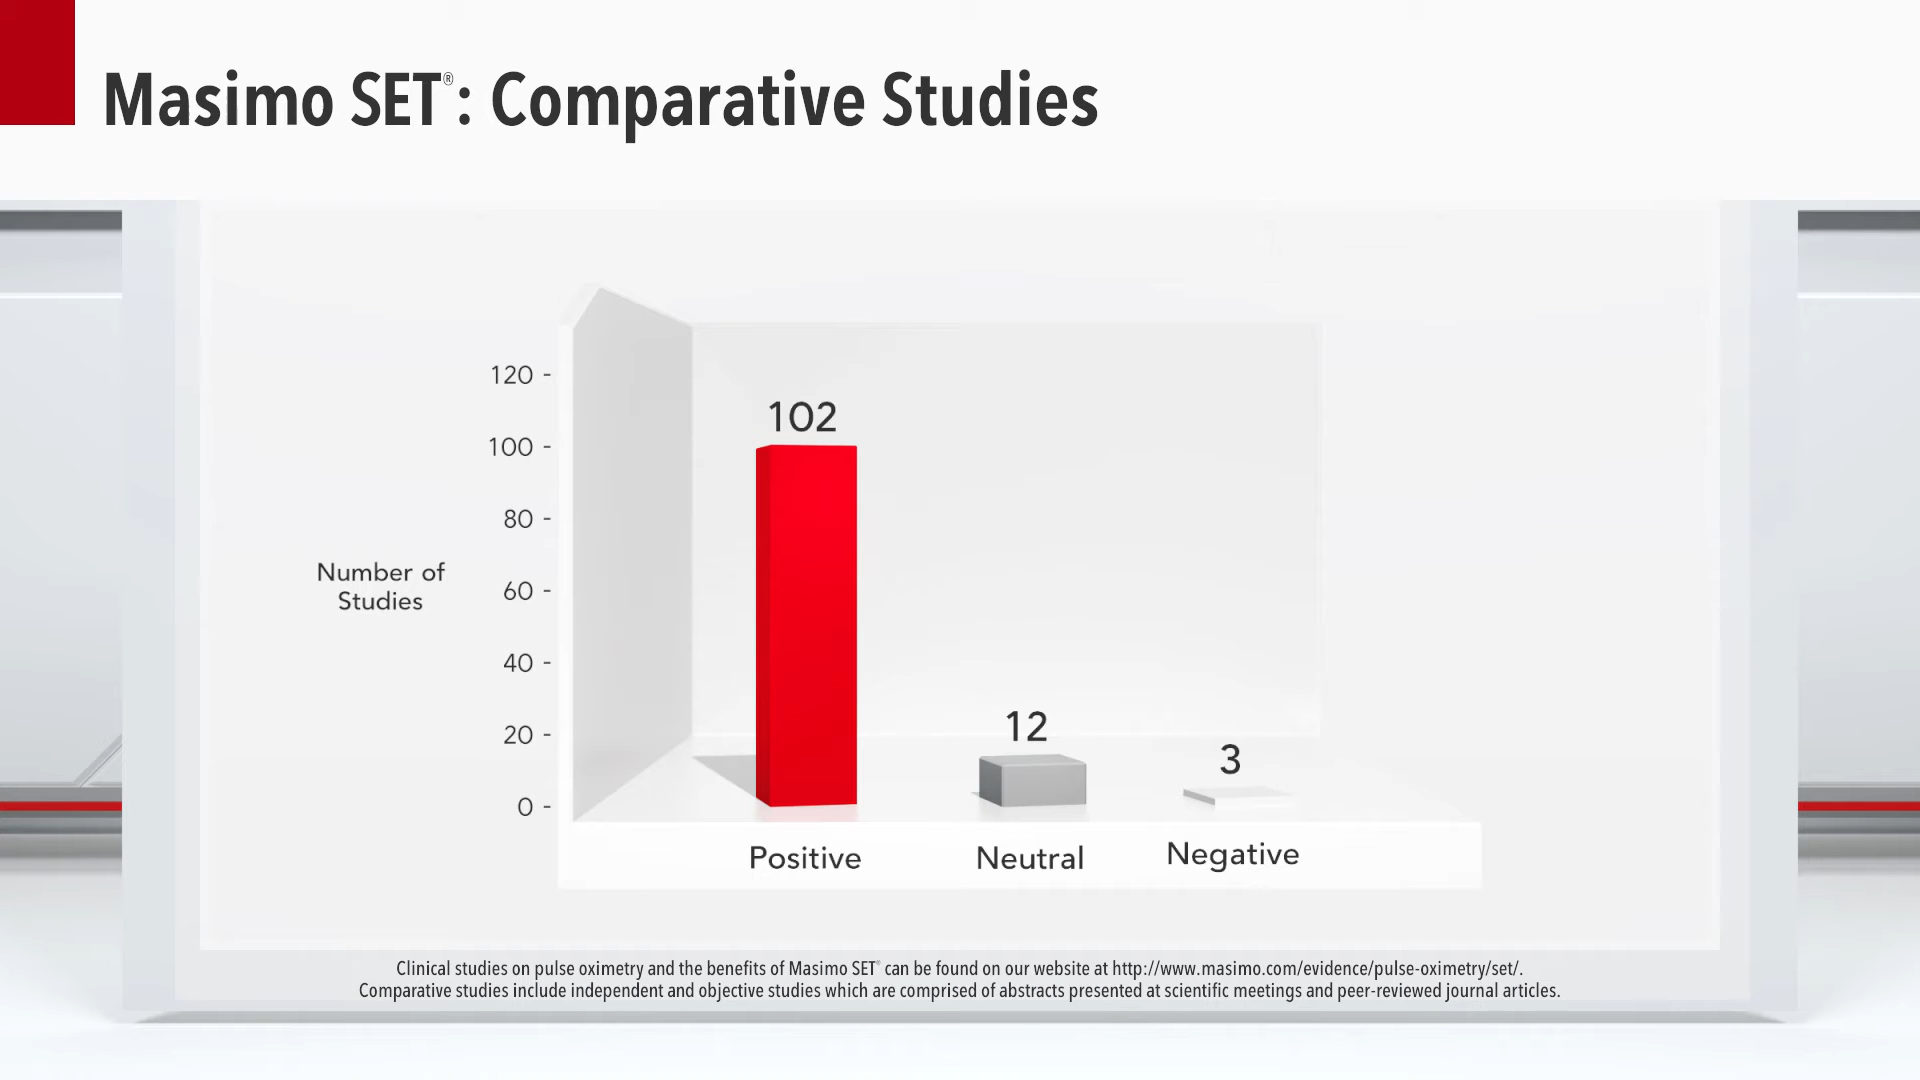 Masimo SET®: Comparative Studies
120 -
102
100 -
80 -
Number of
Studies
60 -
40 -
20 -
12
3
0 -
Positive
Neutral
Negative
Clinical studies on pulse oximetry and the benefits of Masimo SET® can be found on our website at http://www.masimo.com/evidence/pulse-oximetry/set/.
Comparative studies include independent and objective studies which are comprised of abstracts presented at scientific meetings and peer-reviewed journal articles.